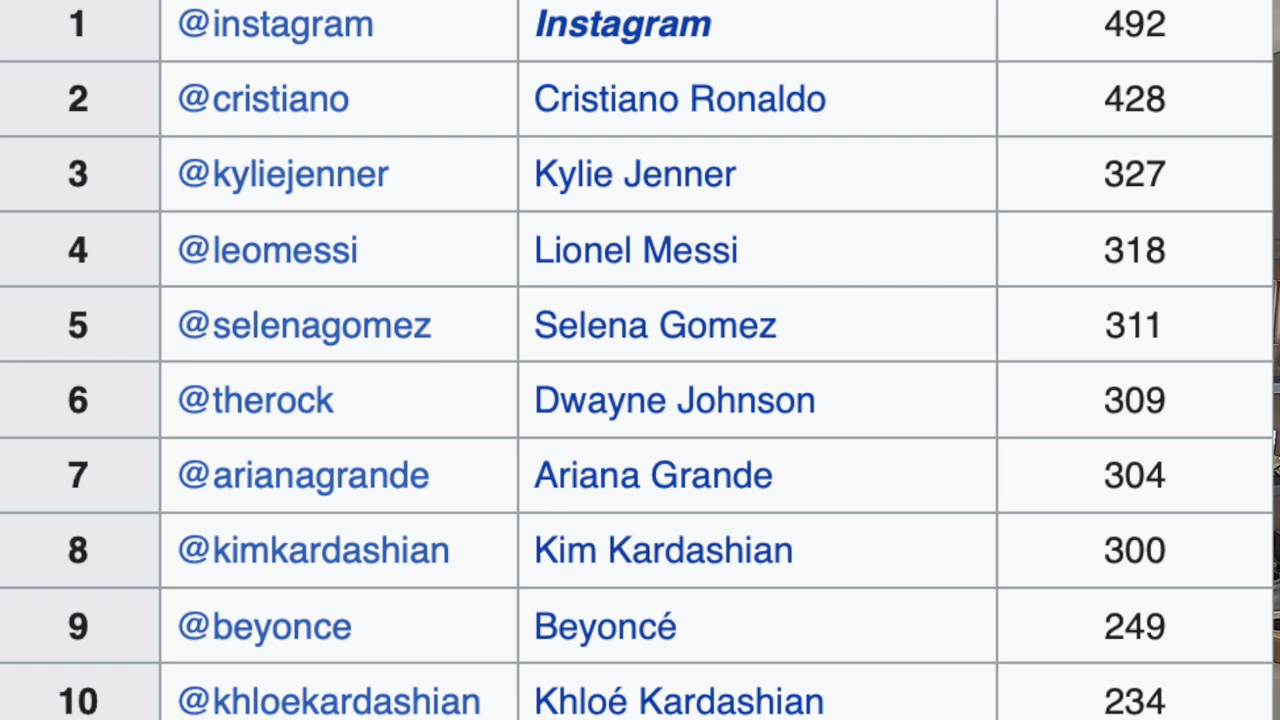 1 @instagram Instagram 492
2 @cristiano Cristiano Ronaldo 428
3 @kyliejenner Kylie Jenner 327
4 @leomessi Lionel Messi 318
5 @selenagomez Selena Gomez 311
6 @therock Dwayne Johnson 309
7 @arianagrande Ariana Grande 304
8 @kimkardashian Kim Kardashian 300
9 @beyonce Beyoncé 249
10 @khloekardashian Khloé Kardashian 234